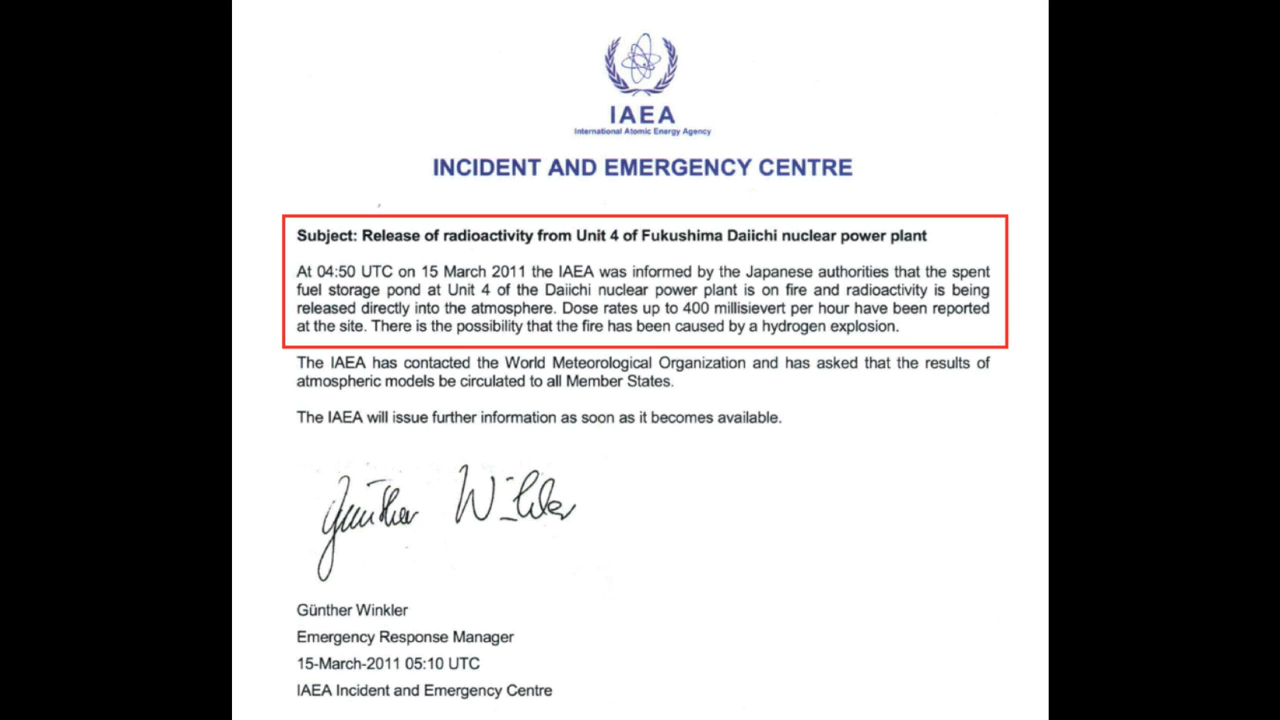 IAEA
International Atomic Energy Agency
INCIDENT AND EMERGENCY CENTRE
Subject: Release of radioactivity from Unit 4 of Fukushima Daiichi nuclear power plant
At 04:50 UTC on 15 March 2011 the IAEA was informed by the Japanese authorities that the spent
fuel storage pond at Unit 4 of the Daiichi nuclear power plant is on fire and radioactivity is being
released directly into the atmosphere. Dose rates up to 400 millisievert per hour have been reported
at the site. There is the possibility that the fire has been caused by a hydrogen explosion.
The IAEA has contacted the World Meteorological Organization and has asked that the results of
atmospheric models be circulated to all Member States.
The IAEA will issue further information as soon as it becomes available.
Günther Winkler
Günther Winkler
Emergency Response Manager
15-March-2011 05:10 UTC
IAEA Incident and Emergency Centre